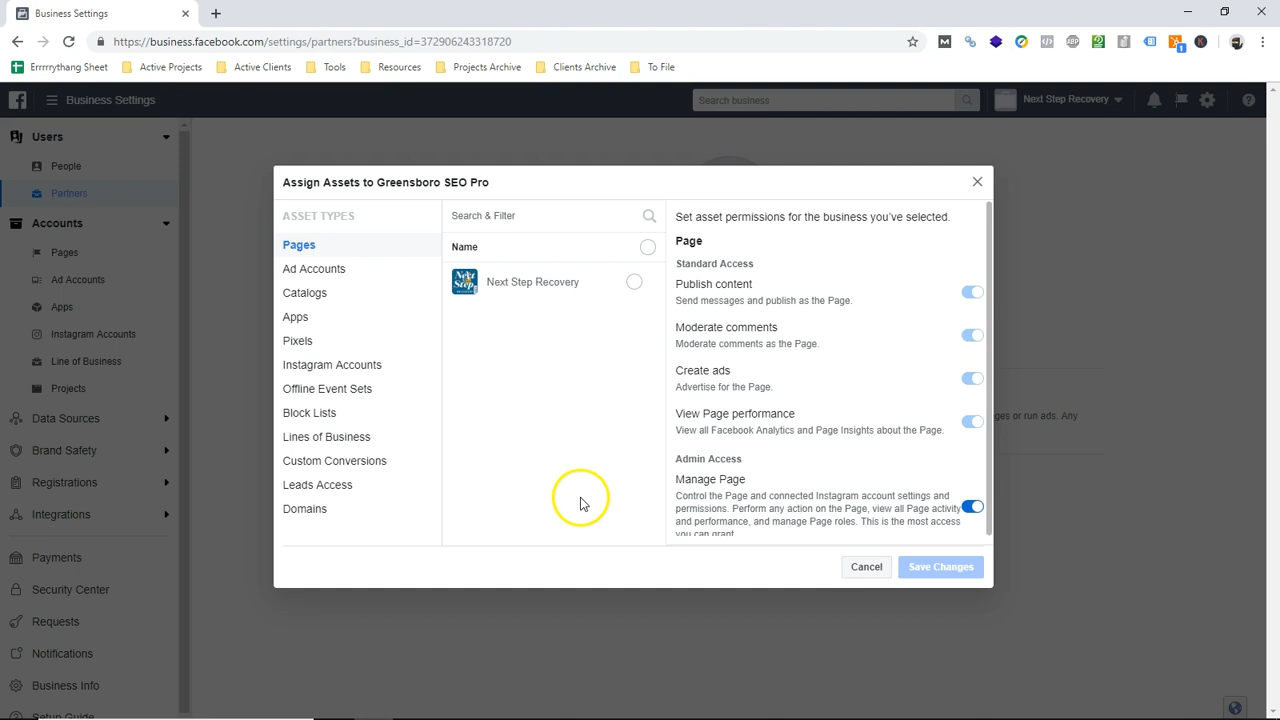 Business Settings
https://business.facebook.com/settings/partners?business_id=372906243318720
Errrrrythang Sheet
Active Projects
Active Clients
Tools
Resources
Projects Archive
Clients Archive
To File
Business Settings
Search business
Next Step Recovery
Users
People
Partners
Accounts
Pages
Ad Accounts
Apps
Instagram Accounts
Line of Business
Projects
Data Sources
Brand Safety
Registrations
Integrations
Payments
Security Center
Requests
Notifications
Business Info
Setup Guide
Assign Assets to Greensboro SEO Pro
ASSET TYPES
Pages
Ad Accounts
Catalogs
Apps
Pixels
Instagram Accounts
Offline Event Sets
Block Lists
Lines of Business
Custom Conversions
Leads Access
Domains
Search & Filter
Name
Next Step Recovery
Set asset permissions for the business you've selected.
Page
Standard Access
Publish content
Send messages and publish as the Page.
Moderate comments
Moderate comments as the Page.
Create ads
Advertise for the Page.
View Page performance
View all Facebook Analytics and Page Insights about the Page.
Admin Access
Manage Page
Control the Page and connected Instagram account settings and
permissions. Perform any action on the Page, view all Page activity
and performance, and manage Page roles. This is the most access
you can grant.
ges or run ads. Any
Cancel
Save Changes